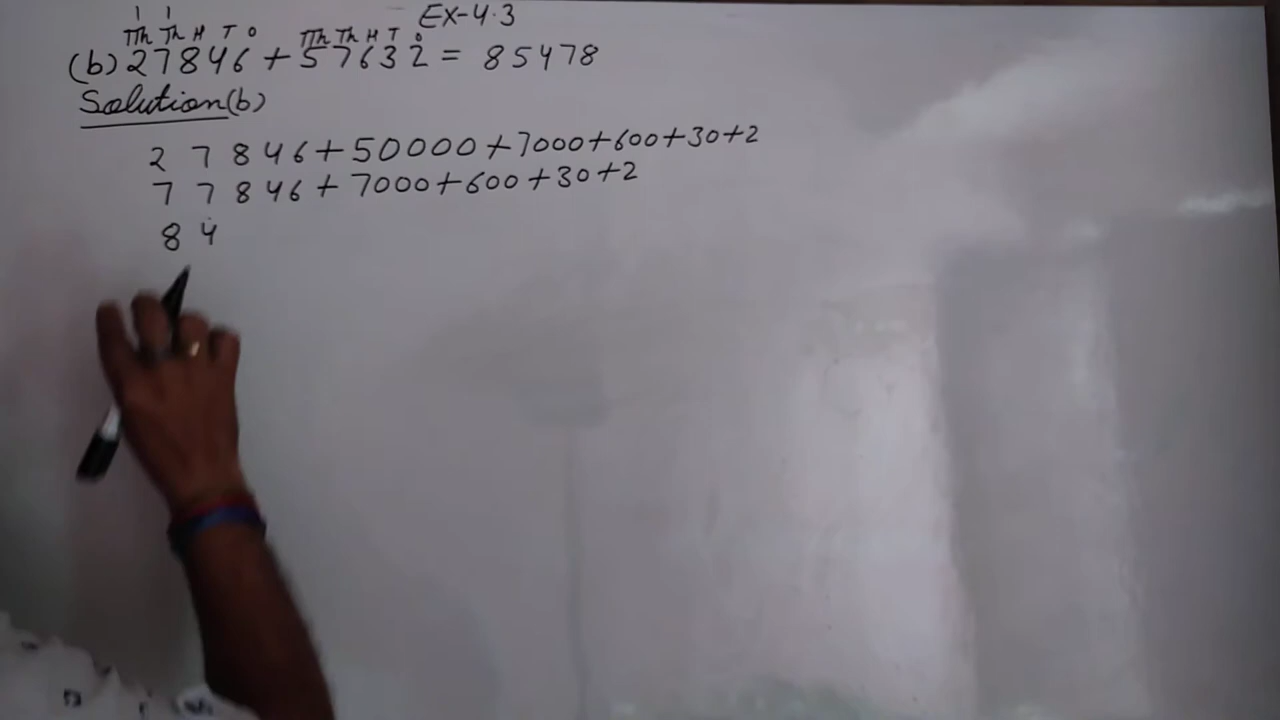 EX-4.3
1 1
TTh Th H T O TTh Th H T O
(b) 27846 + 57632 = 85478
Solution(b)
2 7 8 4 6 + 50000 + 7000 + 600 + 30 + 2
7 7 8 4 6 + 7000 + 600 + 30 + 2
8 4